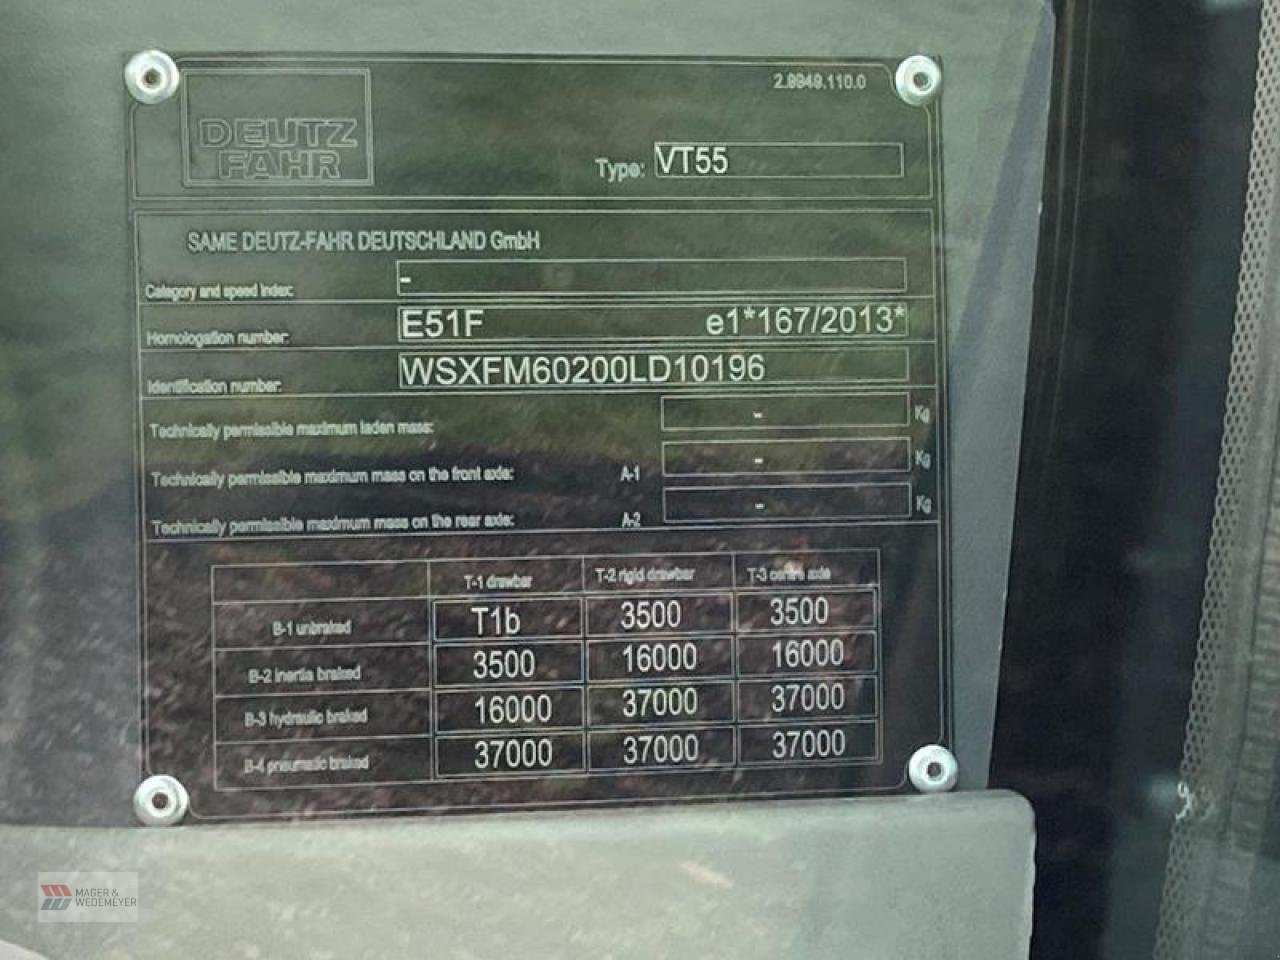 2.9949.110.0
DEUTZ
FAHR
Type: VT55
SAME DEUTZ-FAHR DEUTSCHLAND GmbH
Category and speed index: -
Homologation number: E51F e1*167/2013*
Identification number: WSXFM60200LD10196
Technically permissible maximum laden mass: - Kg
Technically permissible maximum mass on the front axle: A-1 - Kg
Technically permissible maximum mass on the rear axle: A-2 - Kg
T-1 drawbar T-2 rigid drawbar T-3 centre axle
B-1 unbraked T1b 3500 3500
B-2 inertia braked 3500 16000 16000
B-3 hydraulic braked 16000 37000 37000
B-4 pneumatic braked 37000 37000 37000
MAGER &
WEDEMEYER